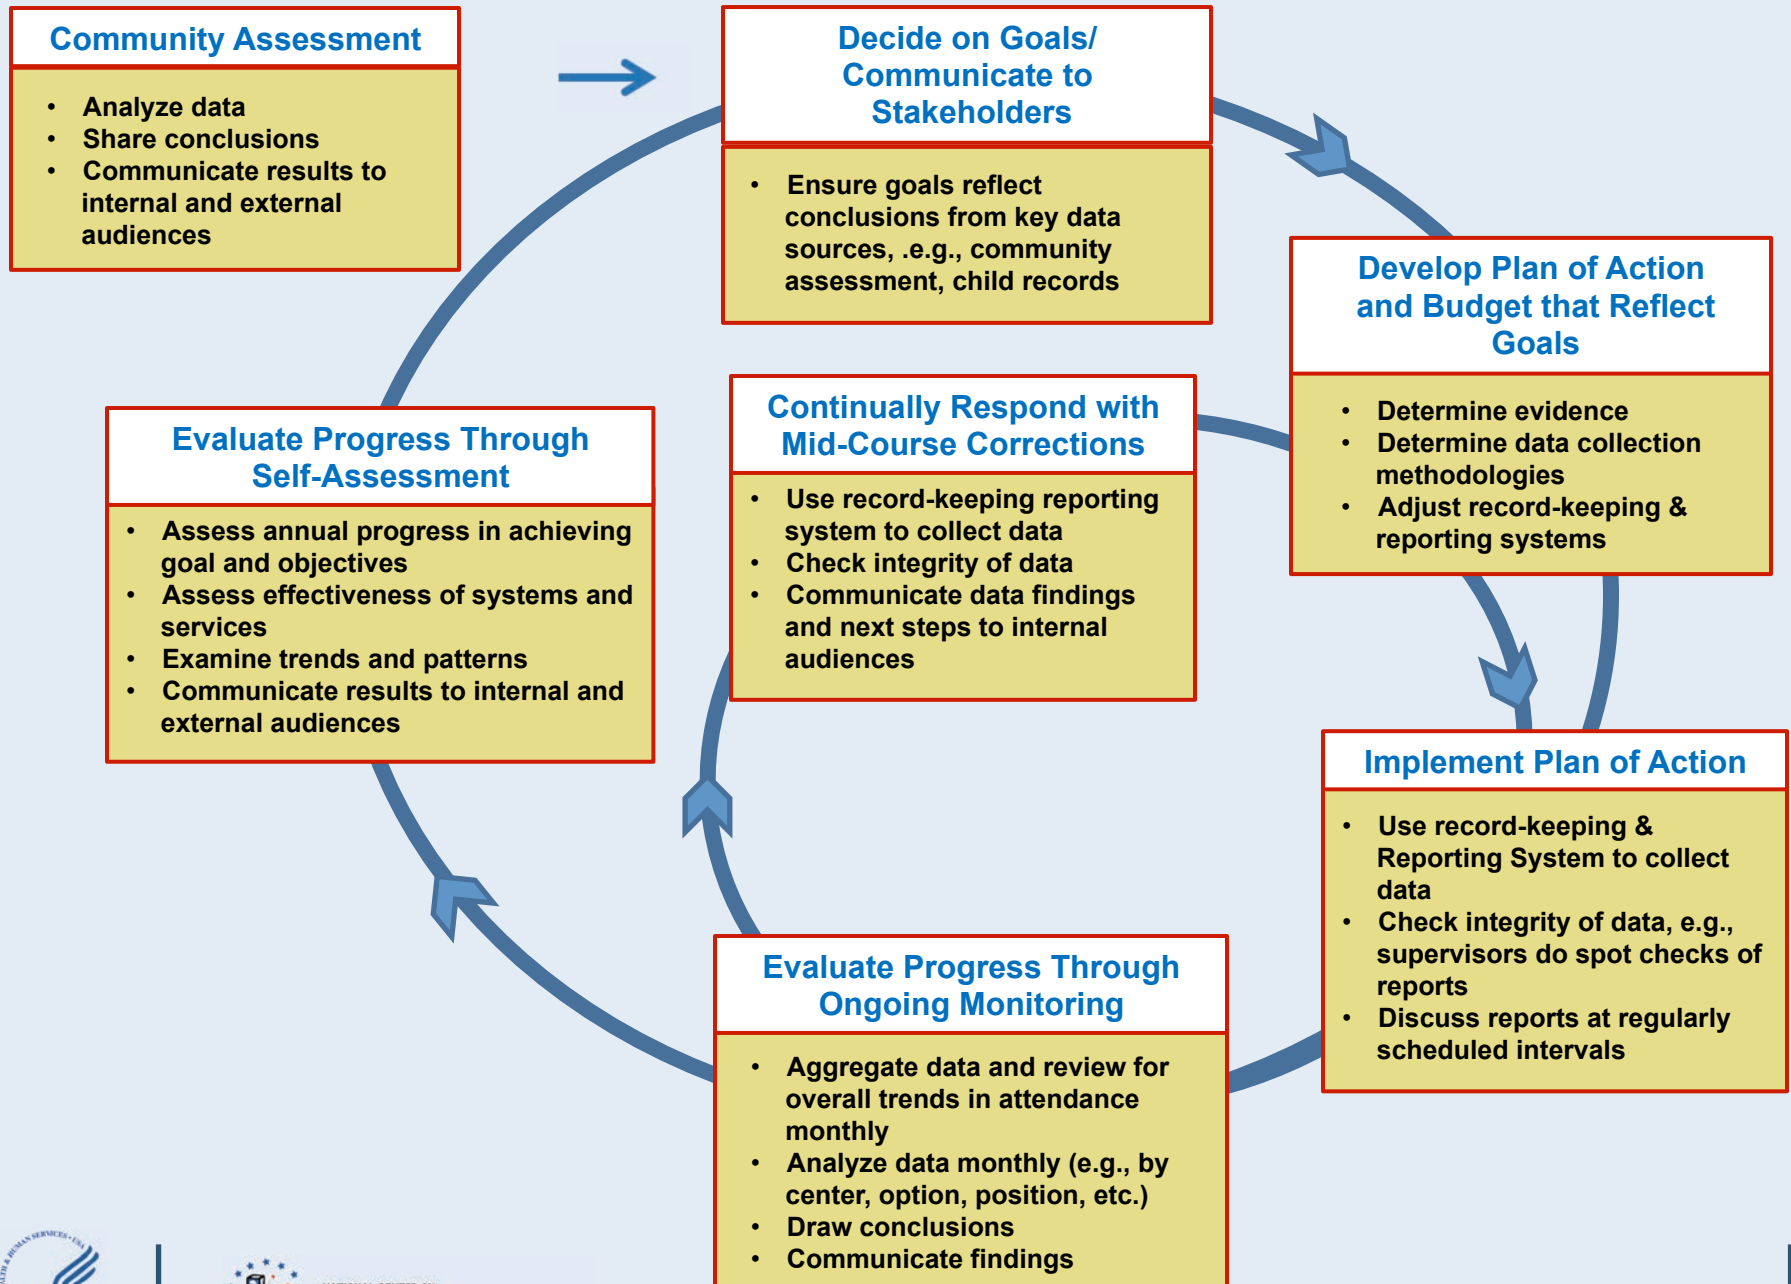 Community Assessment
• Analyze data
• Share conclusions
• Communicate results to
internal and external
audiences
Decide on Goals/
Communicate to
Stakeholders
• Ensure goals reflect
conclusions from key data
sources, .e.g., community
assessment, child records
Develop Plan of Action
and Budget that Reflect
Goals
• Determine evidence
• Determine data collection
methodologies
• Adjust record-keeping &
reporting systems
Continually Respond with
Mid-Course Corrections
• Use record-keeping reporting
system to collect data
• Check integrity of data
• Communicate data findings
and next steps to internal
audiences
Evaluate Progress Through
Self-Assessment
• Assess annual progress in achieving
goal and objectives
• Assess effectiveness of systems and
services
• Examine trends and patterns
• Communicate results to internal and
external audiences
Implement Plan of Action
• Use record-keeping &
Reporting System to collect
data
• Check integrity of data, e.g.,
supervisors do spot checks of
reports
• Discuss reports at regularly
scheduled intervals
Evaluate Progress Through
Ongoing Monitoring
• Aggregate data and review for
overall trends in attendance
monthly
• Analyze data monthly (e.g., by
center, option, position, etc.)
• Draw conclusions
• Communicate findings
HUMAN SERVICES • USA